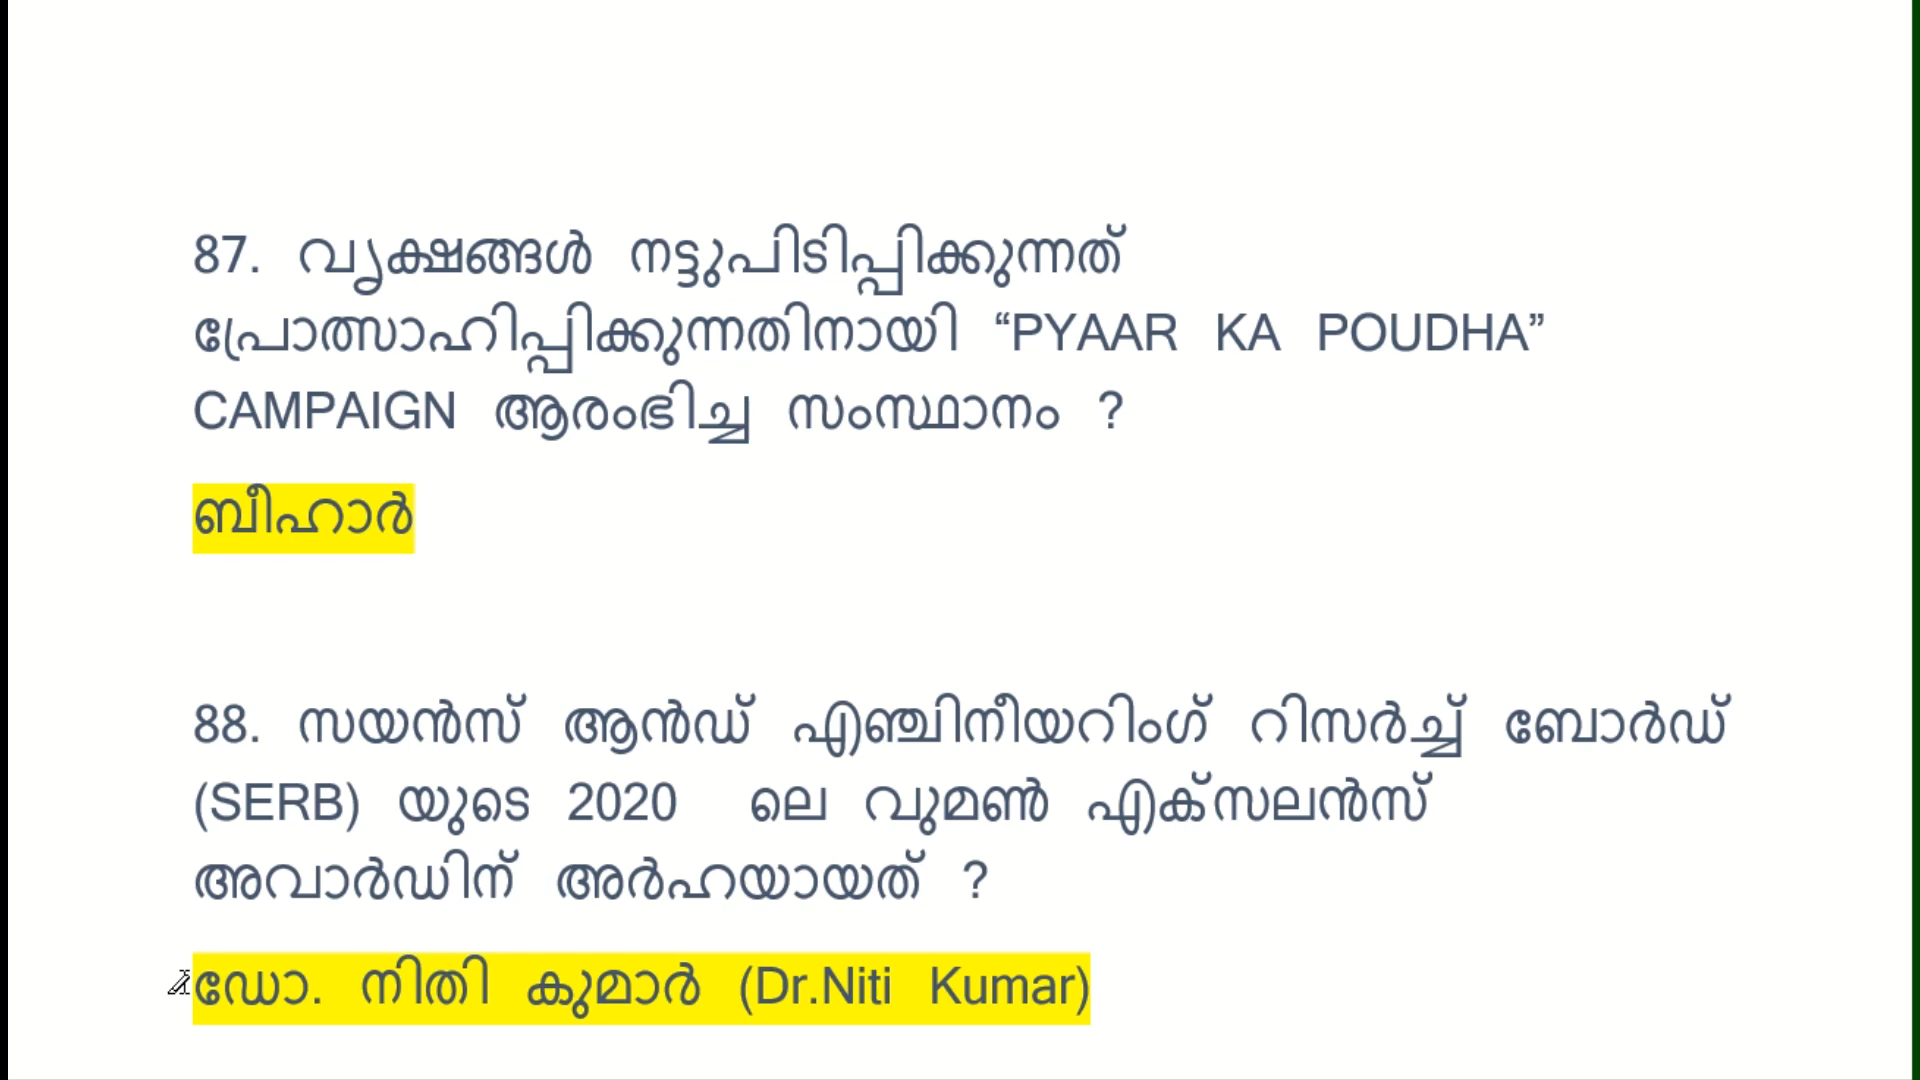 87. വൃക്ഷങ്ങൾ നട്ടുപിടിപ്പിക്കുന്നത്
പ്രോത്സാഹിപ്പിക്കുന്നതിനായി “PYAAR KA POUDHA”
CAMPAIGN ആരംഭിച്ച സംസ്ഥാനം ?
ബീഹാർ
88. സയൻസ് ആൻഡ് എഞ്ചിനീയറിംഗ് റിസർച്ച് ബോർഡ്
(SERB) യുടെ 2020 ലെ വുമൺ എക്സലൻസ്
അവാർഡിന് അർഹയായത് ?
ഡോ. നിതി കുമാർ (Dr.Niti Kumar)